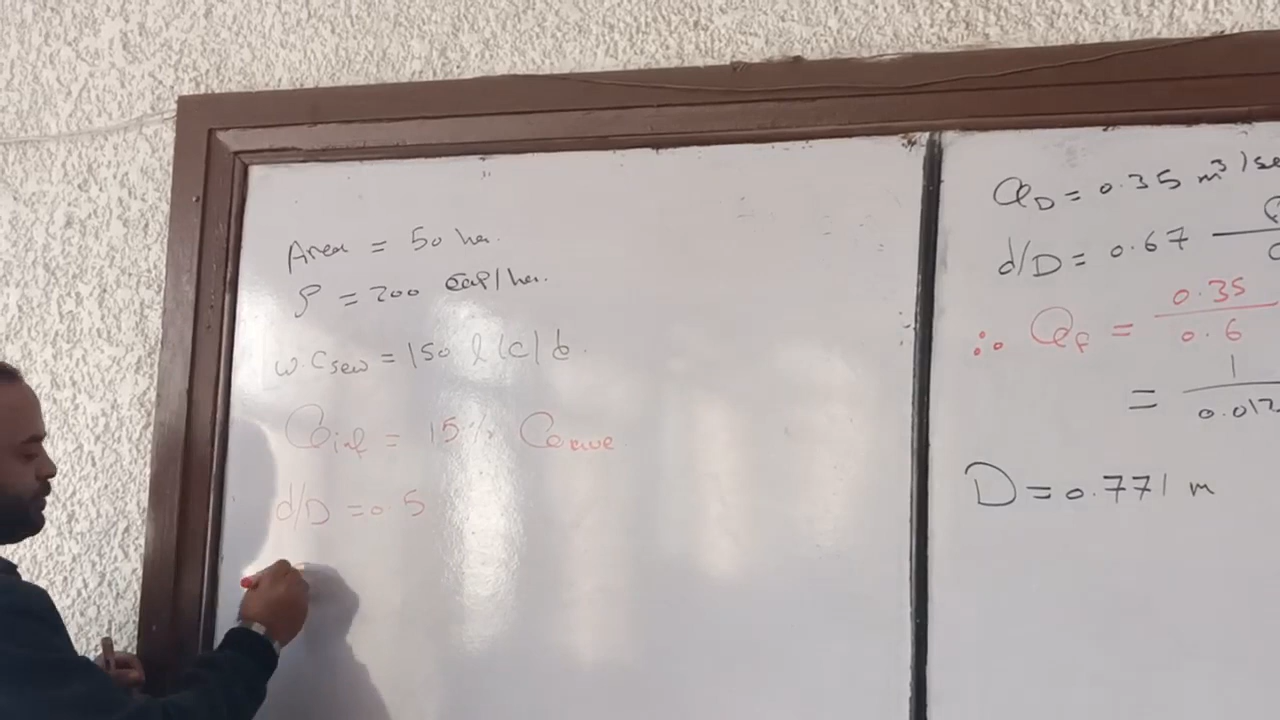 Area = 50 ha.
ρ = 200 Cap/ha.
W.Csew = 150 l/c/d.
Qinf = 15% Qave.
d/D = 0.5
QD = 0.35 m³/se
d/D = 0.67
∴ Qf = 0.35 / 0.6
= 1 / 0.012
D = 0.771 m